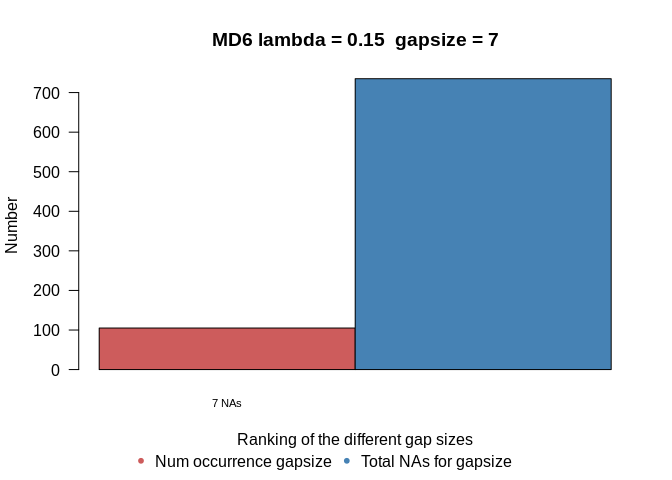 MD6 lambda = 0.15  gapsize = 7
Number
700
600
500
400
300
200
100
0
7 NAs
Ranking of the different gap sizes
Num occurrence gapsize Total NAs for gapsize